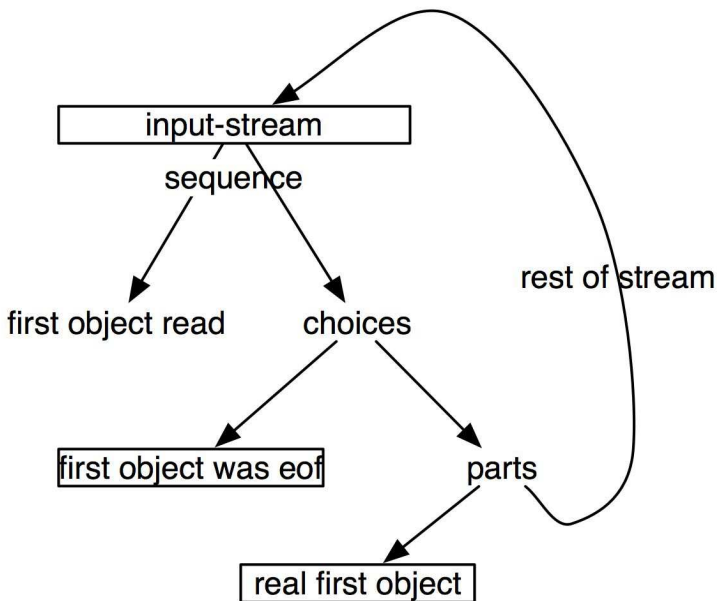 input-stream
sequence
rest of stream
first object read
choices
first object was eof
parts
real first object